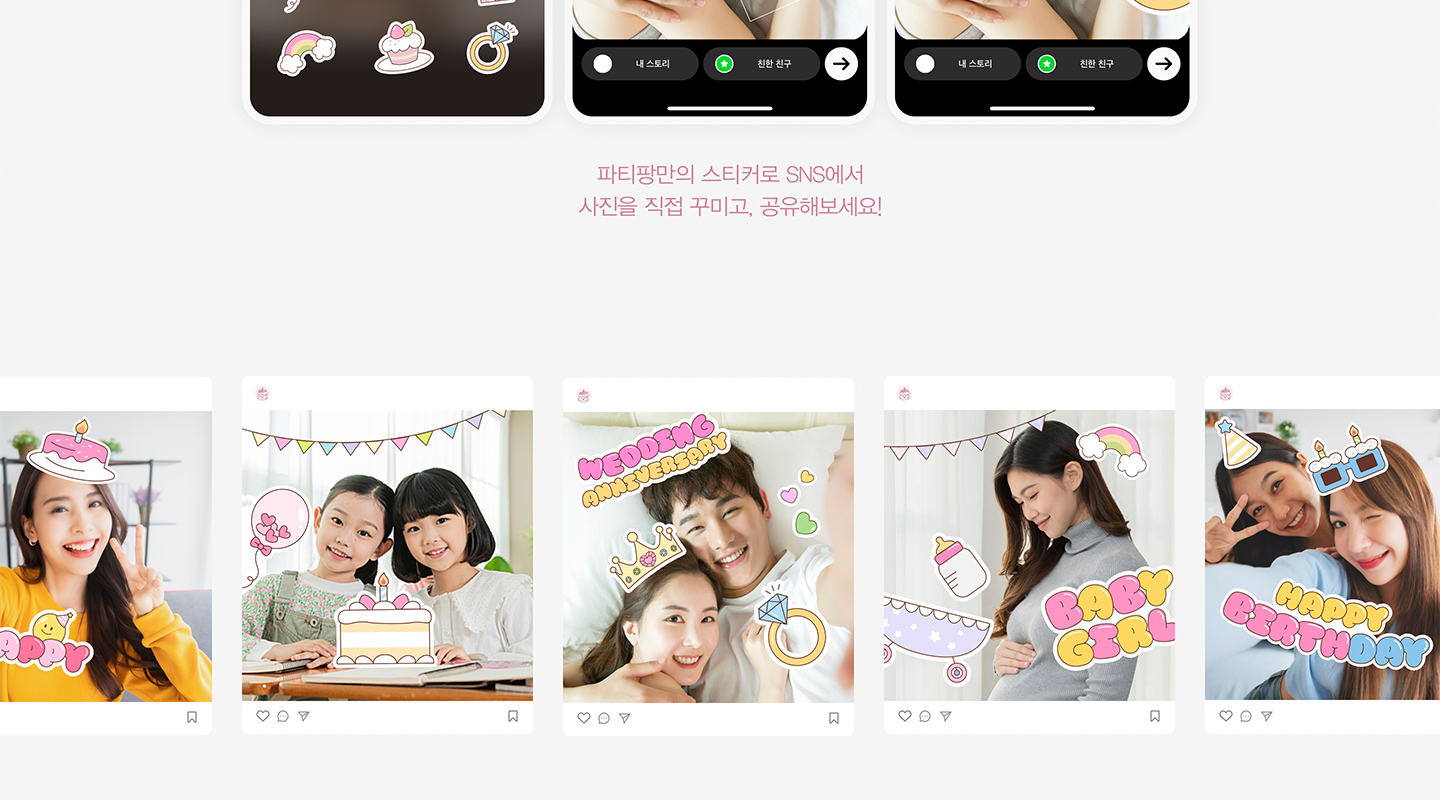 내 스토리
친한 친구
내 스토리
친한 친구
파티팡만의 스티커로 SNS에서
사진을 직접 꾸미고, 공유해보세요!
HAPPY
WEDDING
ANNIVERSARY
BABY
GIRL
HAPPY
BIRTHDAY